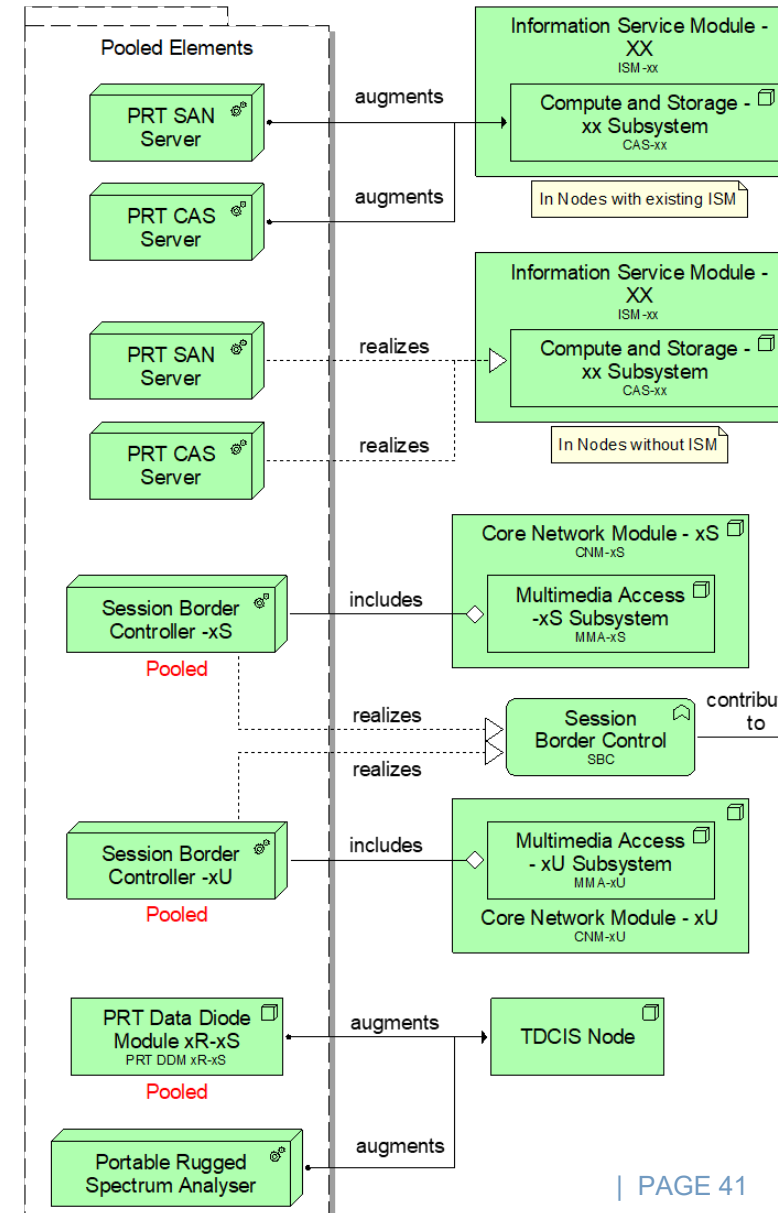 Pooled Elements
PRT SAN
Server
augments
Information Service Module -
XX
ISM-xx
Compute and Storage -
xx Subsystem
CAS-xx
PRT CAS
Server
augments
In Nodes with existing ISM
PRT SAN
Server
realizes
Information Service Module -
XX
ISM-xx
Compute and Storage -
xx Subsystem
CAS-xx
PRT CAS
Server
realizes
In Nodes without ISM
Session Border
Controller -xS
Pooled
includes
Core Network Module - xS
CNM-xS
Multimedia Access
-xS Subsystem
MMA-xS
realizes
realizes
Session
Border Control
SBC
contribu
to
Session Border
Controller -xU
Pooled
includes
Multimedia Access
- xU Subsystem
MMA-xU
Core Network Module - xU
CNM-xU
PRT Data Diode
Module xR-xS
PRT DDM xR-xS
Pooled
augments
TDCIS Node
Portable Rugged
Spectrum Analyser
augments
| PAGE 41